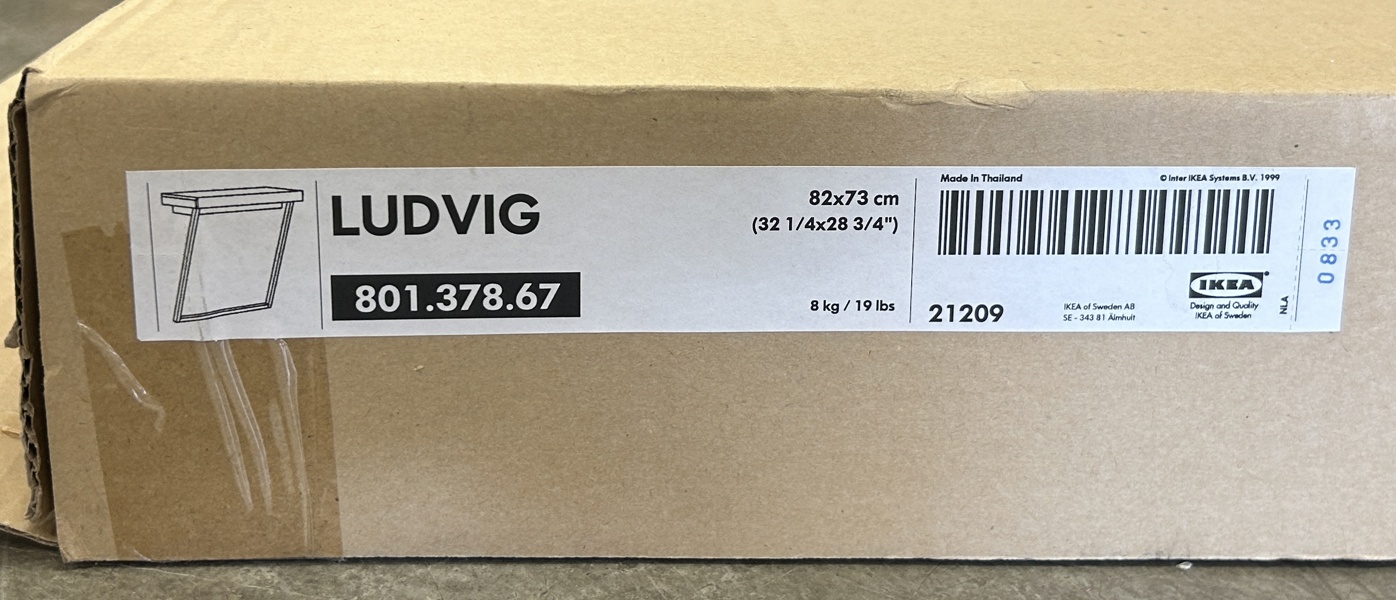 LUDVIG
801.378.67
82x73 cm
(32 1/4x28 3/4")
8 kg / 19 lbs
Made In Thailand
© Inter IKEA Systems B.V. 1999
21209
IKEA of Sweden AB
SE - 343 81 Älmhult
IKEA®
Design and Quality
IKEA of Sweden
NLA
0833